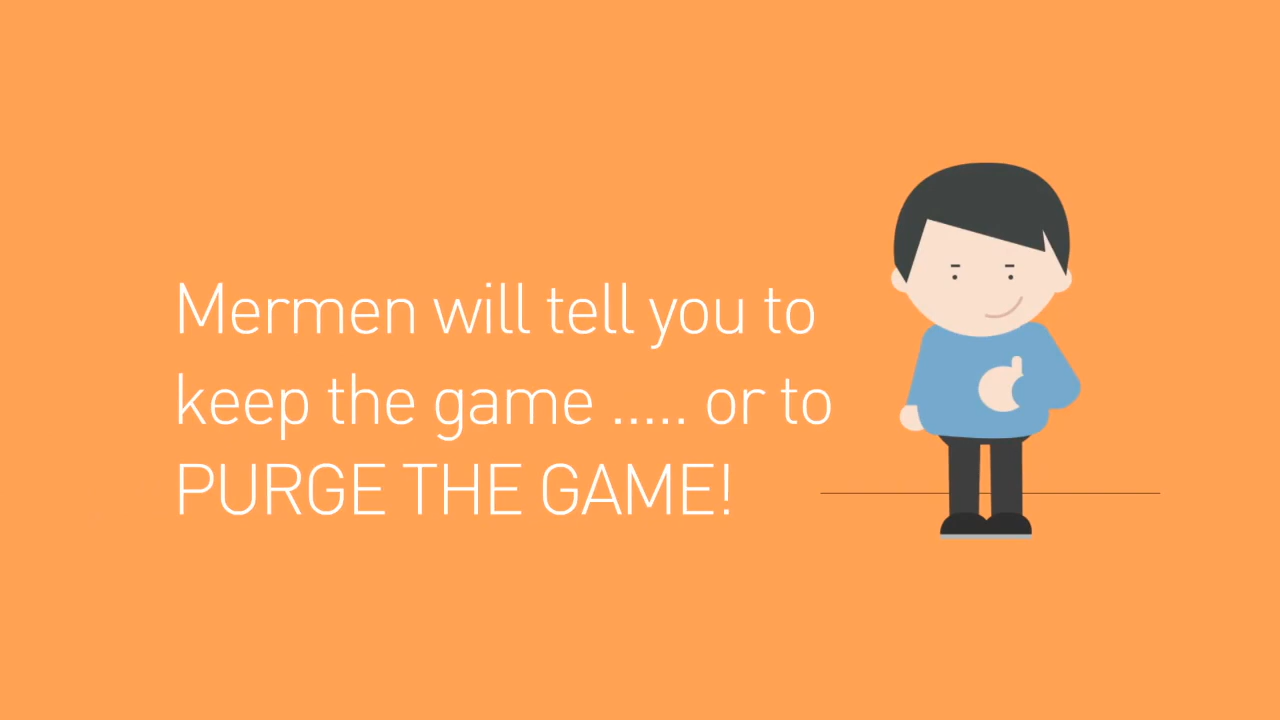 Mermen will tell you to
keep the game ..... or to
PURGE THE GAME!